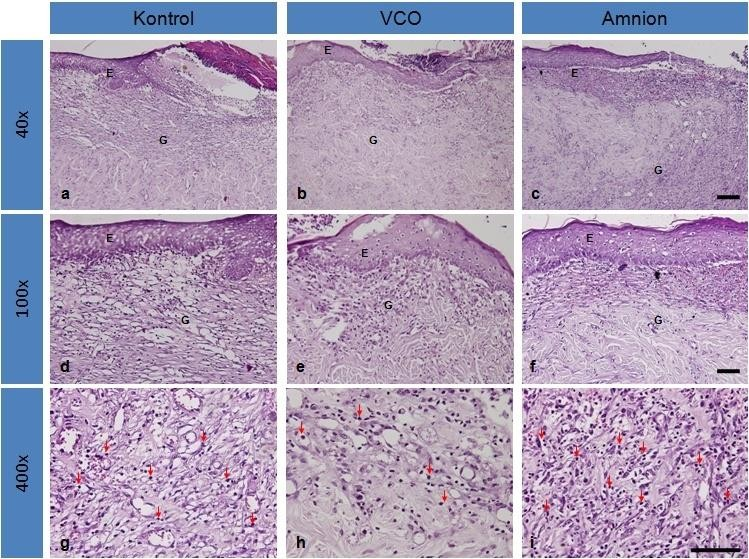 Kontrol VCO Amnion
40x
E G a
E G b
E G c
100x
E G d
E G e
E G f
400x
g
h
i